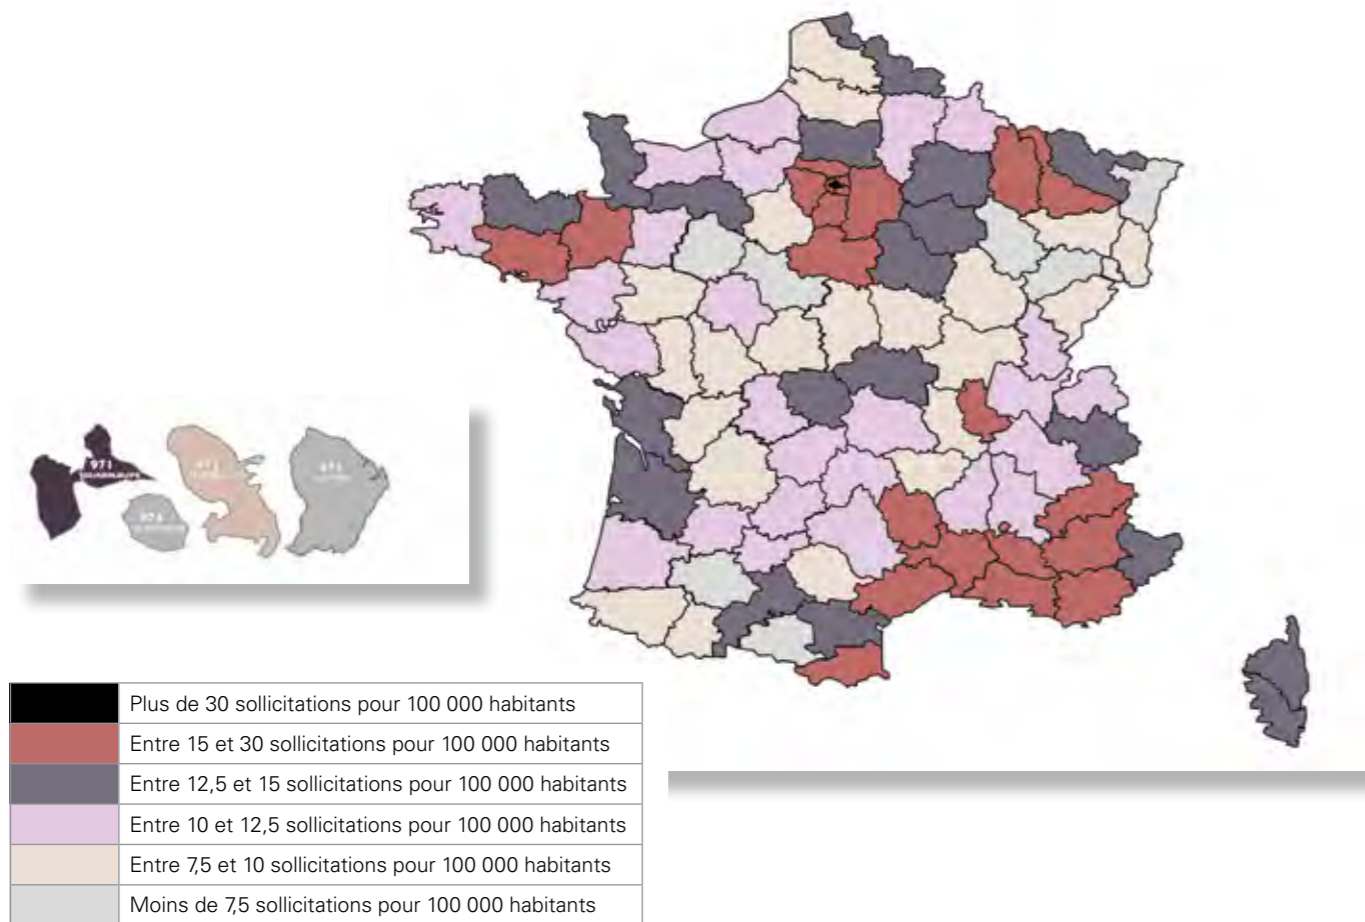 971
Plus de 30 sollicitations pour 100 000 habitants
Entre 15 et 30 sollicitations pour 100 000 habitants
Entre 12,5 et 15 sollicitations pour 100 000 habitants
Entre 10 et 12,5 sollicitations pour 100 000 habitants
Entre 7,5 et 10 sollicitations pour 100 000 habitants
Moins de 7,5 sollicitations pour 100 000 habitants